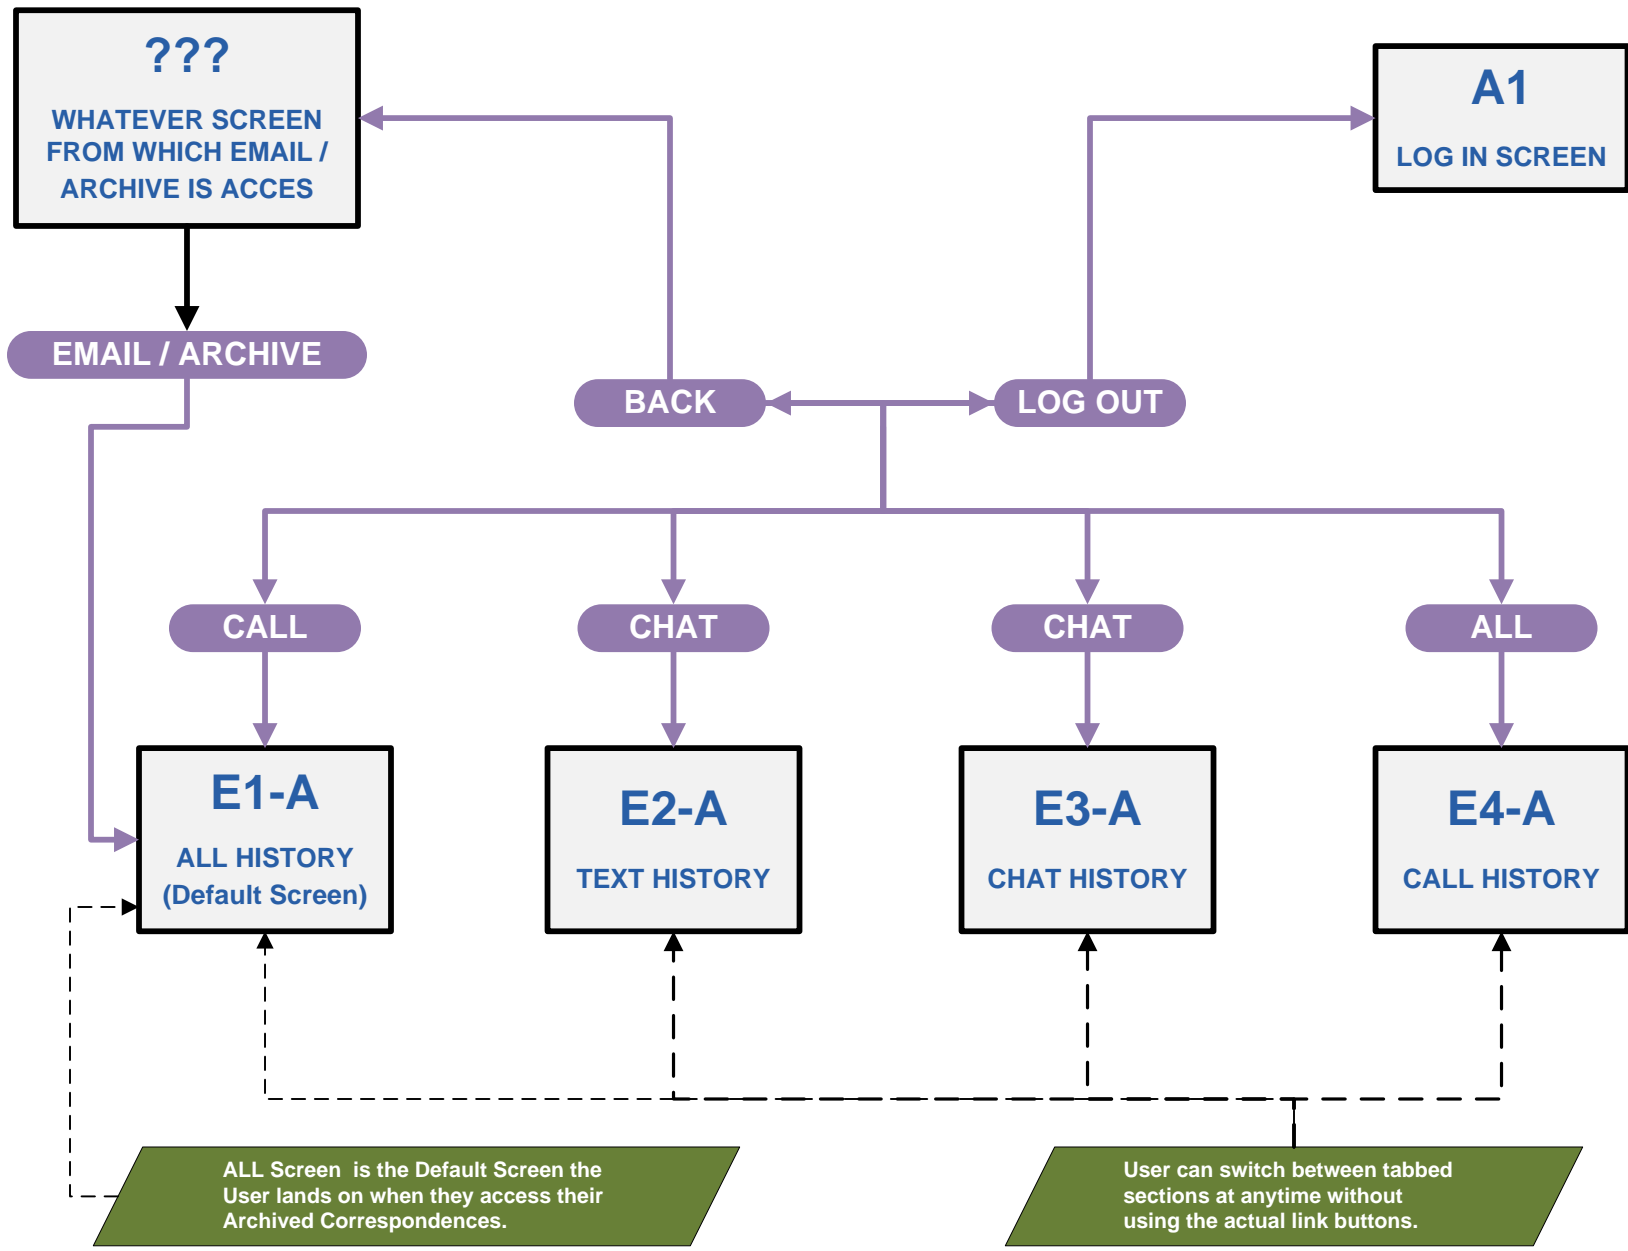 ???
WHATEVER SCREEN
FROM WHICH EMAIL /
ARCHIVE IS ACCES
A1
LOG IN SCREEN
EMAIL / ARCHIVE
BACK
LOG OUT
CALL
CHAT
CHAT
ALL
E1-A
ALL HISTORY
(Default Screen)
E2-A
TEXT HISTORY
E3-A
CHAT HISTORY
E4-A
CALL HISTORY
ALL Screen  is the Default Screen the
User lands on when they access their
Archived Correspondences.
User can switch between tabbed
sections at anytime without
using the actual link buttons.